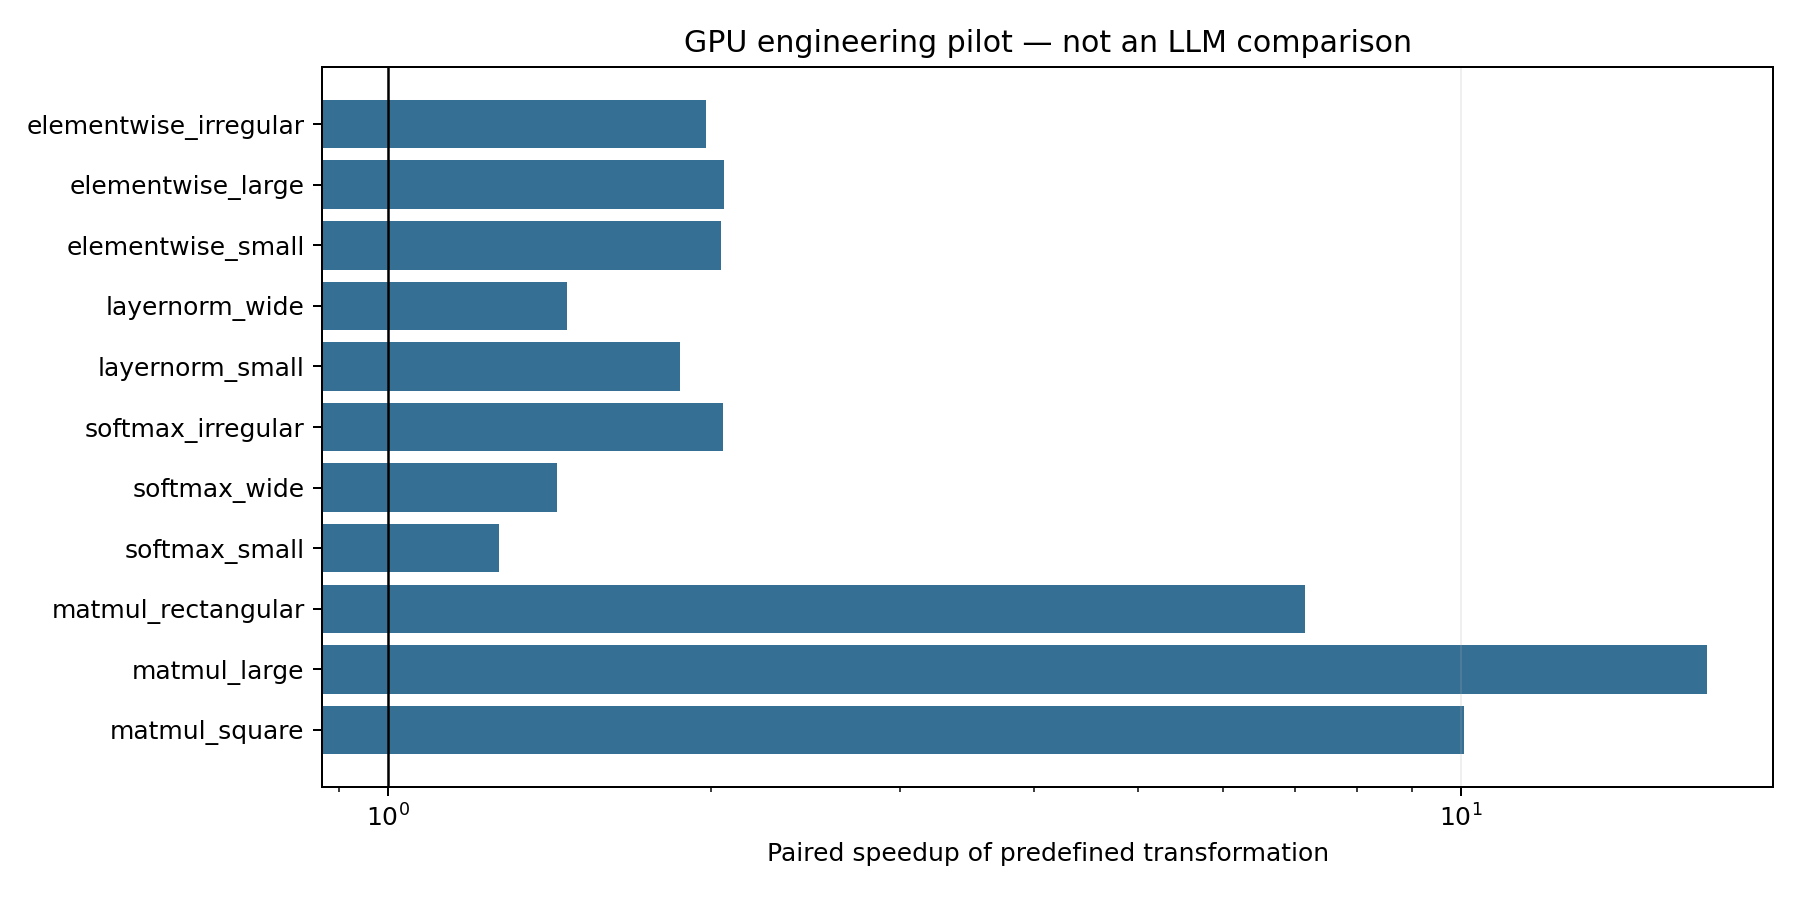 GPU engineering pilot — not an LLM comparison
elementwise_irregular
elementwise_large
elementwise_small
layernorm_wide
layernorm_small
softmax_irregular
softmax_wide
softmax_small
matmul_rectangular
matmul_large
matmul_square
10⁰ 10¹
Paired speedup of predefined transformation